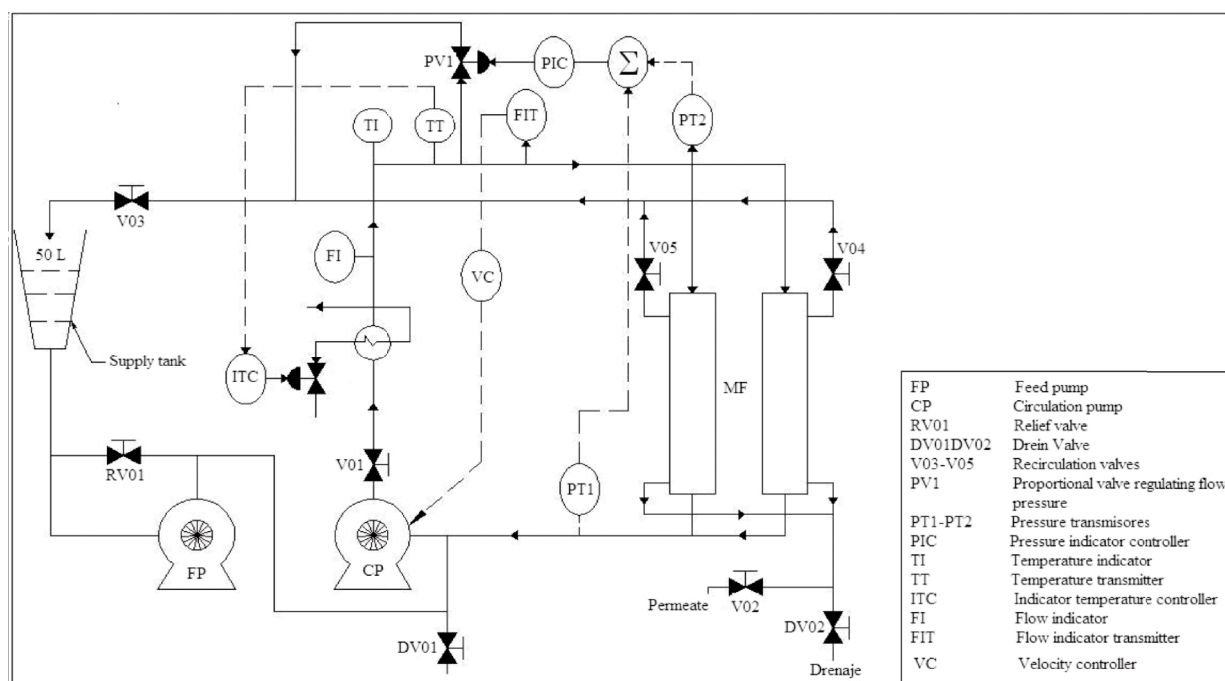 PV1
PIC
Σ
PT2
TI
TT
FIT
V03
50 L
FI
VC
V05
V04
Supply tank
ITC
MF
RV01
V01
PT1
FP
CP
Permeate
V02
DV01
DV02
Drenaje
FP Feed pump
CP Circulation pump
RV01 Relief valve
DV01DV02 Drein Valve
V03-V05 Recirculation valves
PV1 Proportional valve regulating flow
pressure
PT1-PT2 Pressure transmisores
PIC Pressure indicator controller
TI Temperature indicator
TT Temperature transmitter
ITC Indicator temperature controller
FI Flow indicator
FIT Flow indicator transmitter
VC Velocity controller